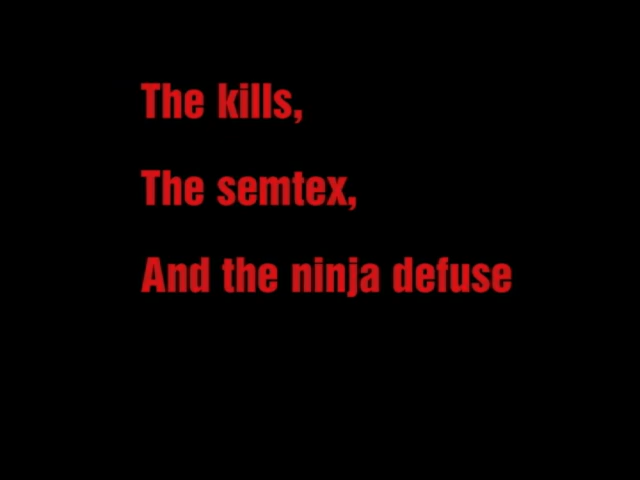 The kills,
The semtex,
And the ninja defuse